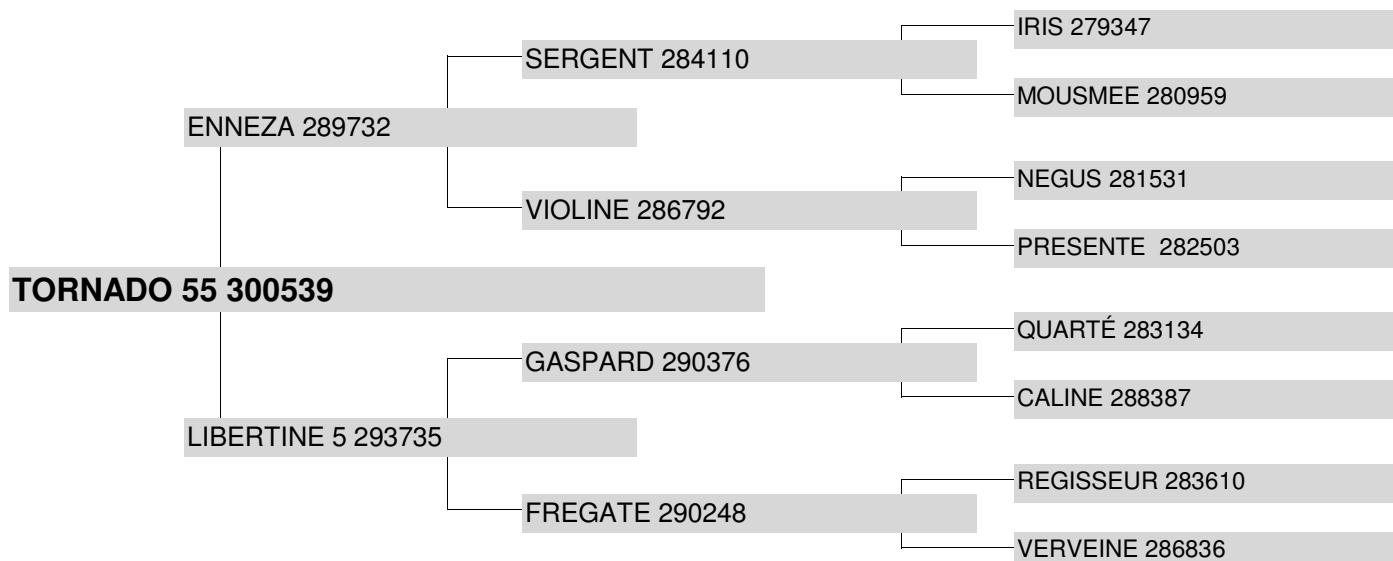 IRIS 279347
SERGENT 284110
MOUSMEE 280959
ENNEZA 289732
NEGUS 281531
VIOLINE 286792
PRESENTE 282503
TORNADO 55 300539
QUARTÉ 283134
GASPARD 290376
CALINE 288387
LIBERTINE 5 293735
REGISSEUR 283610
FREGATE 290248
VERVEINE 286836